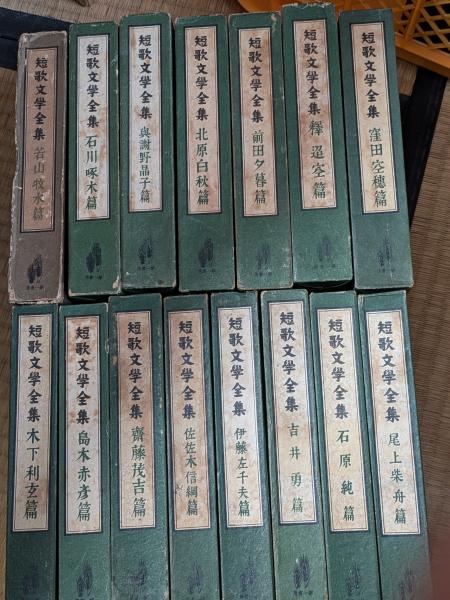 短歌文學全集 若山牧水篇
短歌文學全集 石川啄木篇
短歌文學全集 與謝野晶子篇
短歌文學全集 北原白秋篇
短歌文學全集 前田夕暮篇
短歌文學全集 釋迢空篇
短歌文學全集 窪田空穗篇
短歌文學全集 木下利玄篇
短歌文學全集 島木赤彥篇
短歌文學全集 齋藤茂吉篇
短歌文學全集 佐佐木信綱篇
短歌文學全集 伊藤左千夫篇
短歌文學全集 吉井勇篇
短歌文學全集 石原純篇
短歌文學全集 尾上柴舟篇